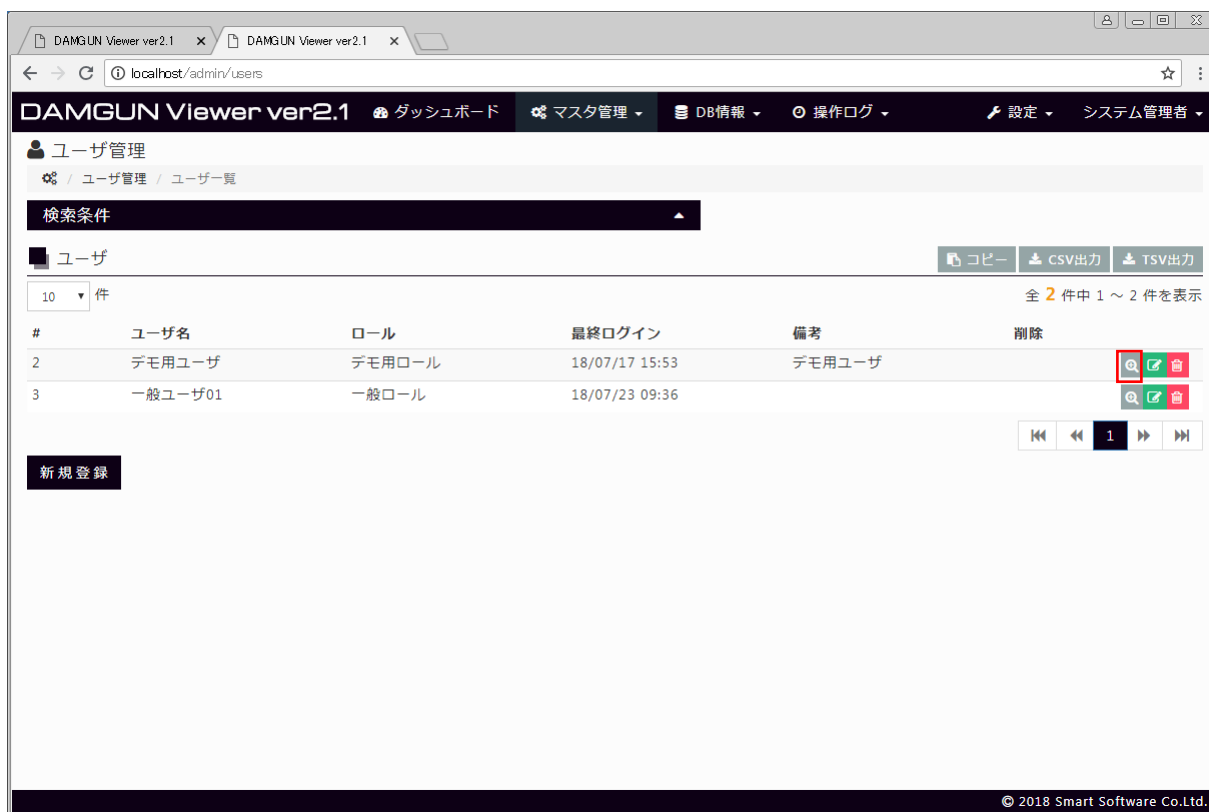 DAMGUN Viewer ver2.1 DAMGUN Viewer ver2.1
localhost/admin/users
DAMGUN Viewer ver2.1 ダッシュボード マスタ管理 DB情報 操作ログ 設定 システム管理者
ユーザ管理
/ ユーザ管理 / ユーザ一覧
検索条件
ユーザ コピー CSV出力 TSV出力
10 件 全 2 件中 1 ～ 2 件を表示
# ユーザ名 ロール 最終ログイン 備考 削除
2 デモ用ユーザ デモ用ロール 18/07/17 15:53 デモ用ユーザ
3 一般ユーザ01 一般ロール 18/07/23 09:36
1
新規登録
© 2018 Smart Software Co.Ltd.